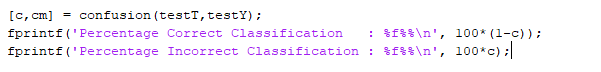 [c,cm] = confusion(testT,testY);
fprintf('Percentage Correct Classification   : %f%%\n', 100*(1-c));
fprintf('Percentage Incorrect Classification : %f%%\n', 100*c);